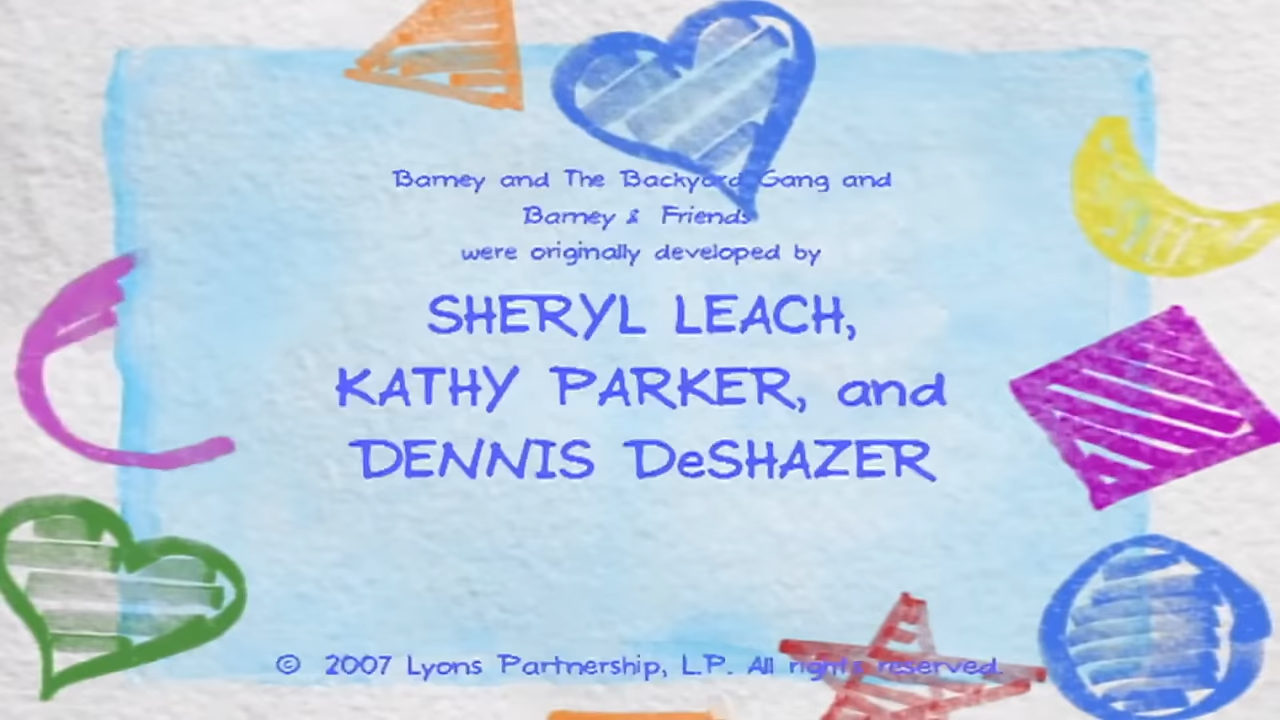 Barney and The Backyard Gang and
Barney & Friends
were originally developed by
SHERYL LEACH,
KATHY PARKER, and
DENNIS DeSHAZER
© 2007 Lyons Partnership, L.P. All rights reserved.